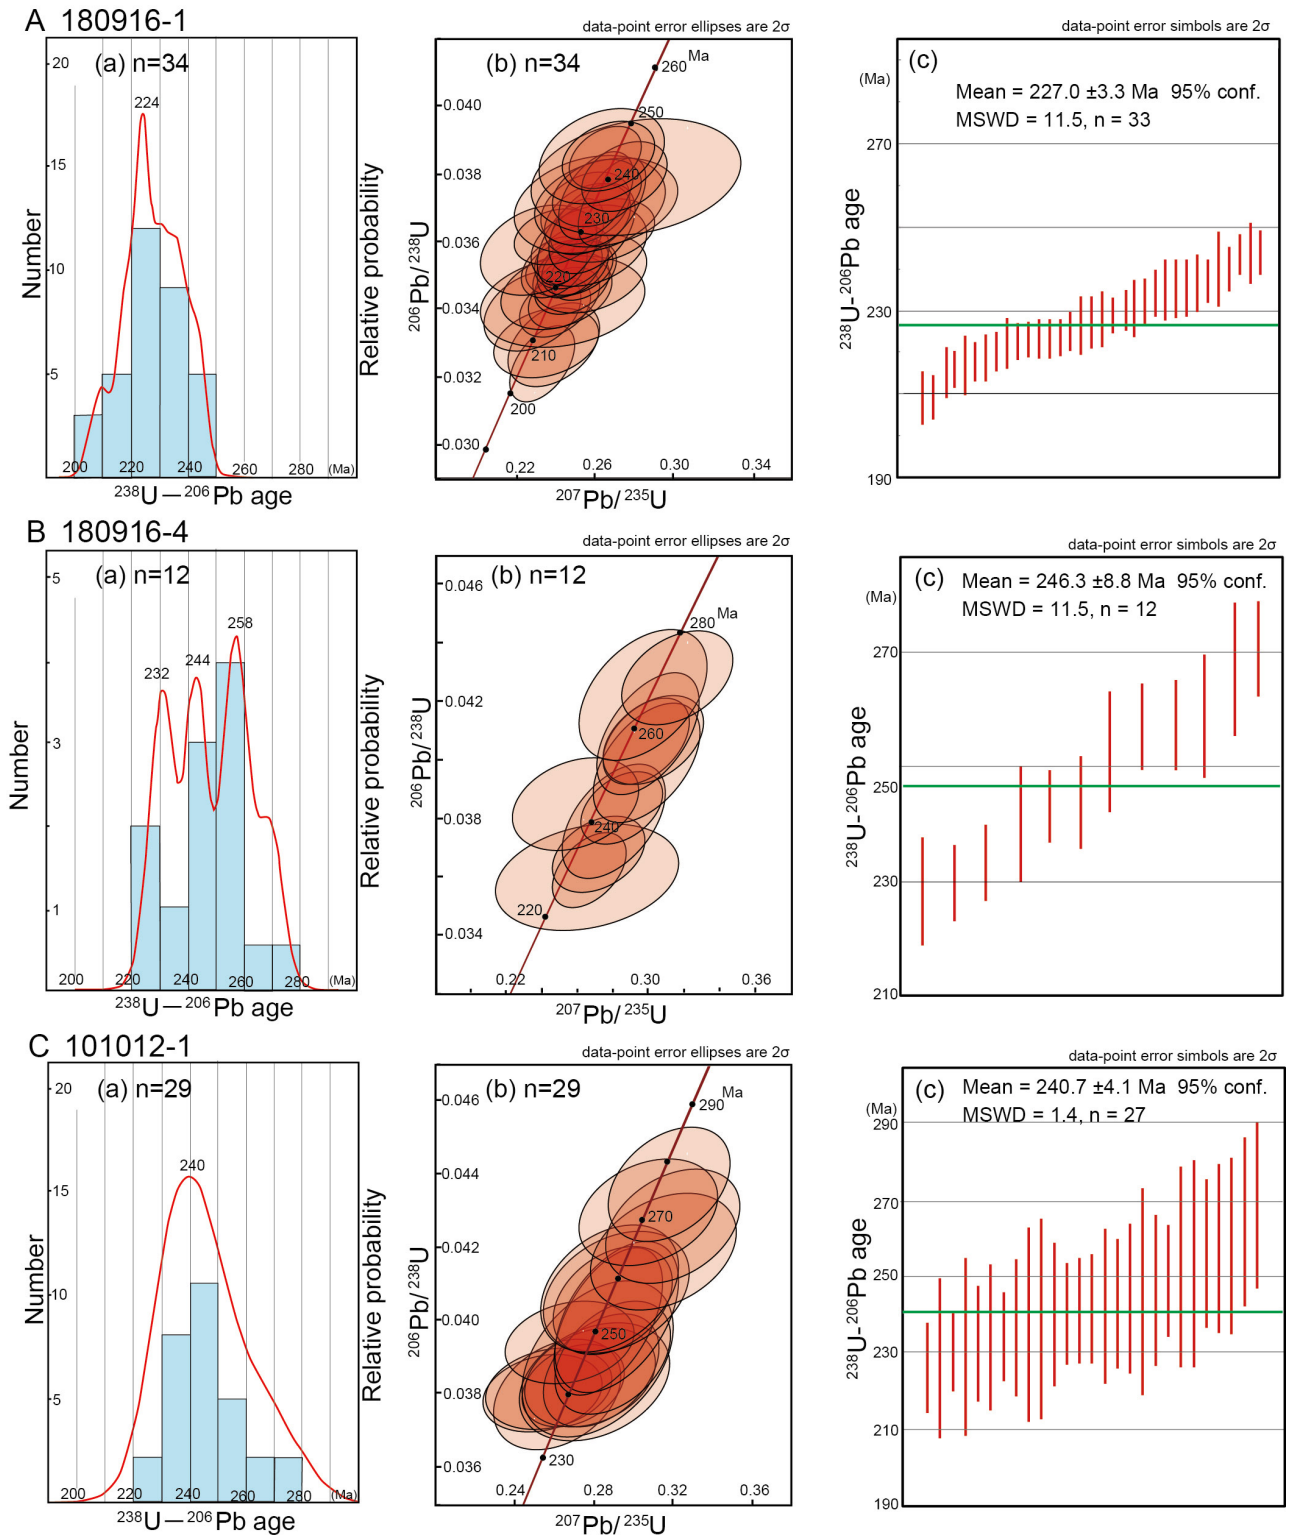 A 180916-1
(a) n=34
20
15
10
5
224
Number
Relative probability
200 220 240 260 280 (Ma)
238U—206Pb age
data-point error ellipses are 2σ
(b) n=34
260 Ma
250
240
230
220
210
200
0.040
0.038
0.036
0.034
0.032
0.030
206Pb/238U
0.22 0.26 0.30 0.34
207Pb/235U
data-point error simbols are 2σ
(c)
(Ma)
Mean = 227.0 ±3.3 Ma 95% conf.
MSWD = 11.5, n = 33
270
230
190
238U-206Pb age
B 180916-4
(a) n=12
5
3
1
232
244
258
Number
Relative probability
200 220 240 260 280 (Ma)
238U—206Pb age
data-point error ellipses are 2σ
(b) n=12
280 Ma
260
240
220
0.046
0.042
0.038
0.034
206Pb/238U
0.22 0.30 0.36
207Pb/235U
data-point error simbols are 2σ
(c)
(Ma)
Mean = 246.3 ±8.8 Ma 95% conf.
MSWD = 11.5, n = 12
270
250
230
210
238U-206Pb age
C 101012-1
(a) n=29
20
15
10
5
240
Number
Relative probability
200 220 240 260 280 (Ma)
238U—206Pb age
data-point error ellipses are 2σ
(b) n=29
290 Ma
270
250
230
0.046
0.044
0.042
0.040
0.038
0.036
206Pb/238U
0.24 0.28 0.32 0.36
207Pb/235U
data-point error simbols are 2σ
(c)
(Ma)
Mean = 240.7 ±4.1 Ma 95% conf.
MSWD = 1.4, n = 27
290
270
250
230
210
190
238U-206Pb age